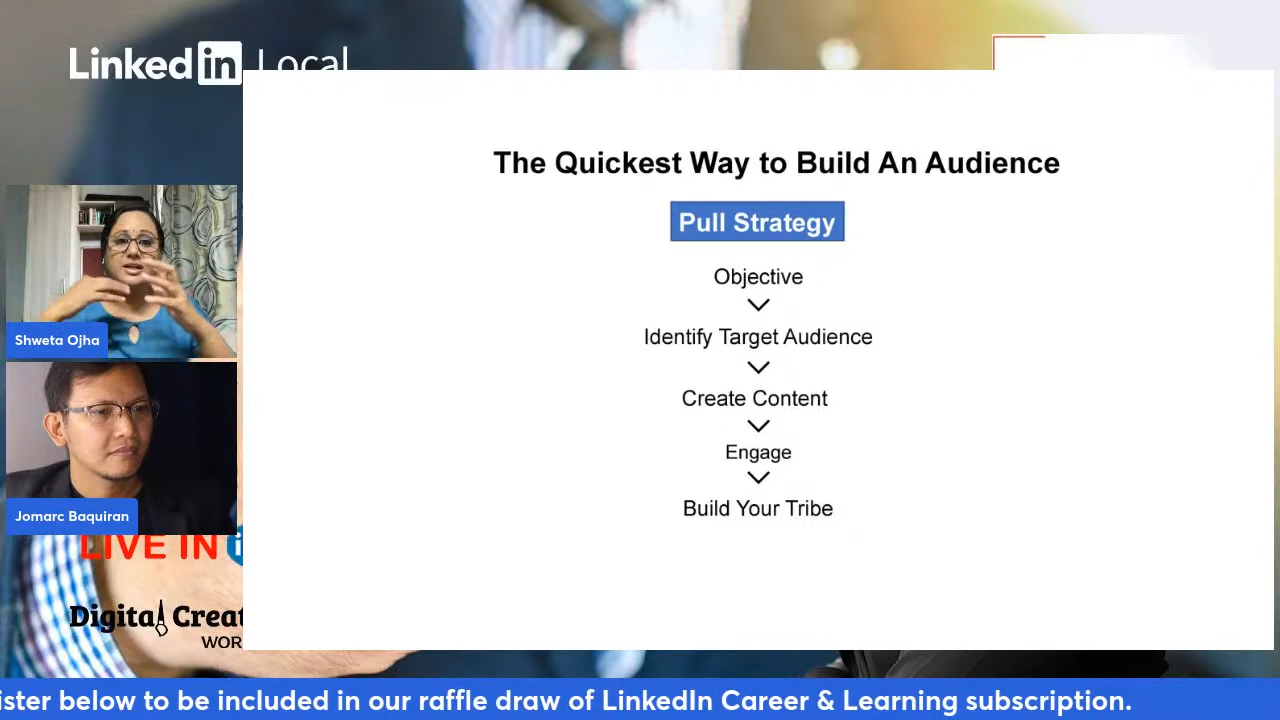 Linked in Local
The Quickest Way to Build An Audience
Pull Strategy
Objective
Identify Target Audience
Create Content
Engage
Build Your Tribe
Shweta Ojha
Jomarc Baquiran
LIVE IN
Digital
ister below to be included in our raffle draw of LinkedIn Career & Learning subscription.